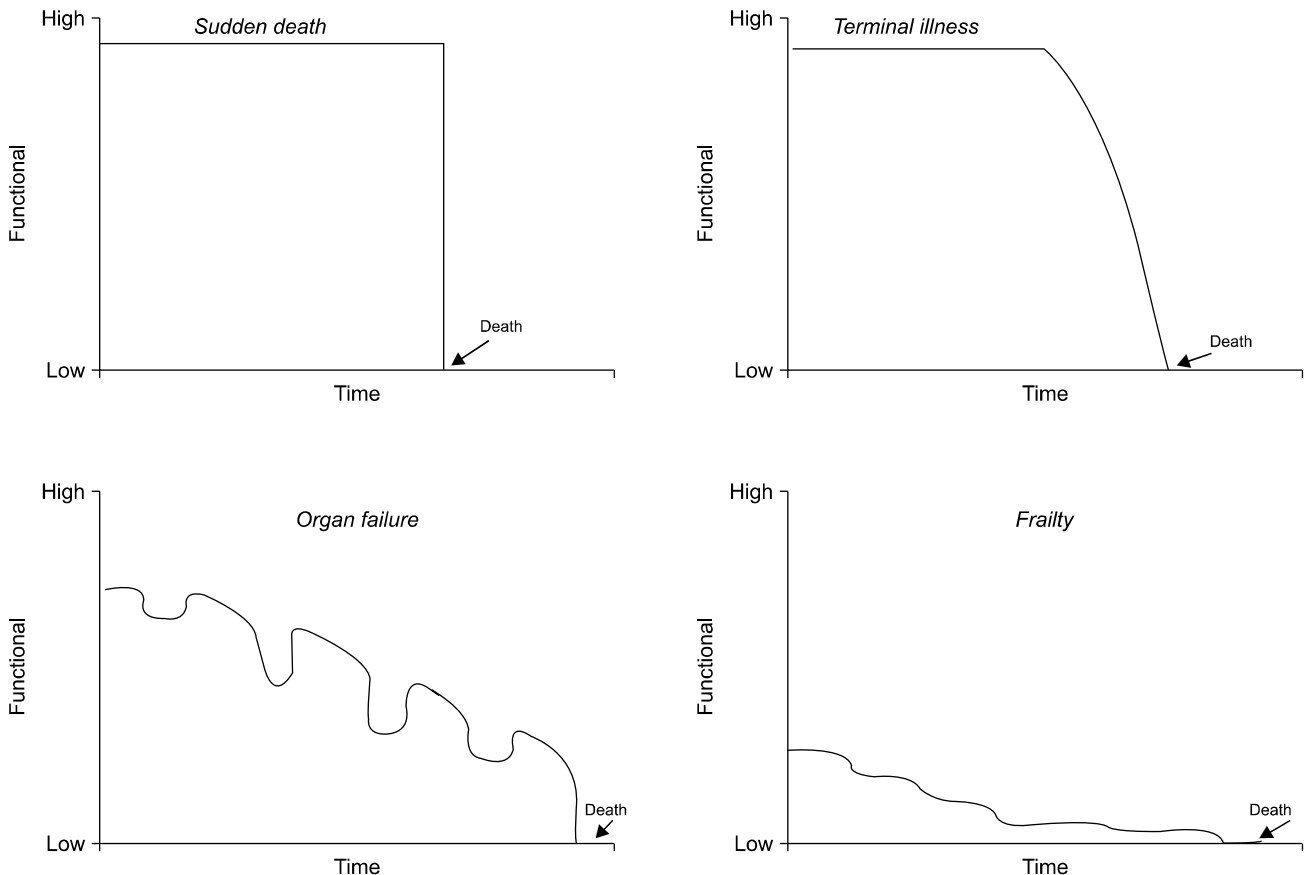 High
Sudden death
Functional
Death
Low
Time
High
Terminal illness
Functional
Death
Low
Time
High
Organ failure
Functional
Death
Low
Time
High
Frailty
Functional
Death
Low
Time